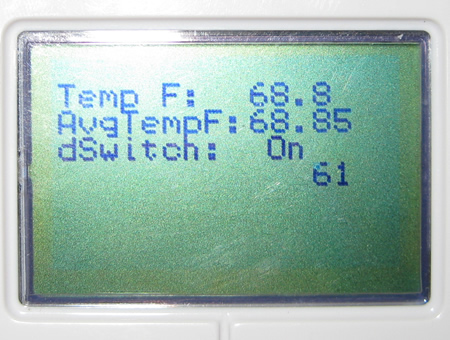 Temp F: 68.8
AvgTempF:68.85
dSwitch: On
61